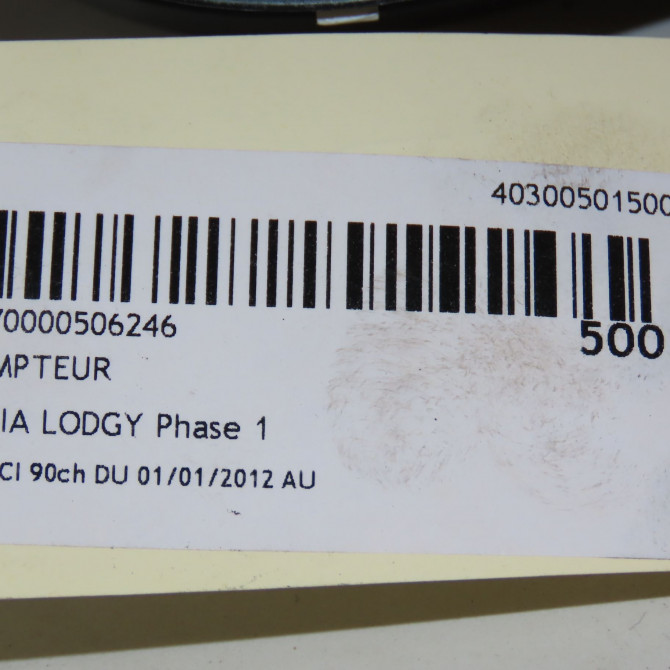 40300501500
70000506246
500
MPTEUR
IA LODGY Phase 1
CI 90ch DU 01/01/2012 AU